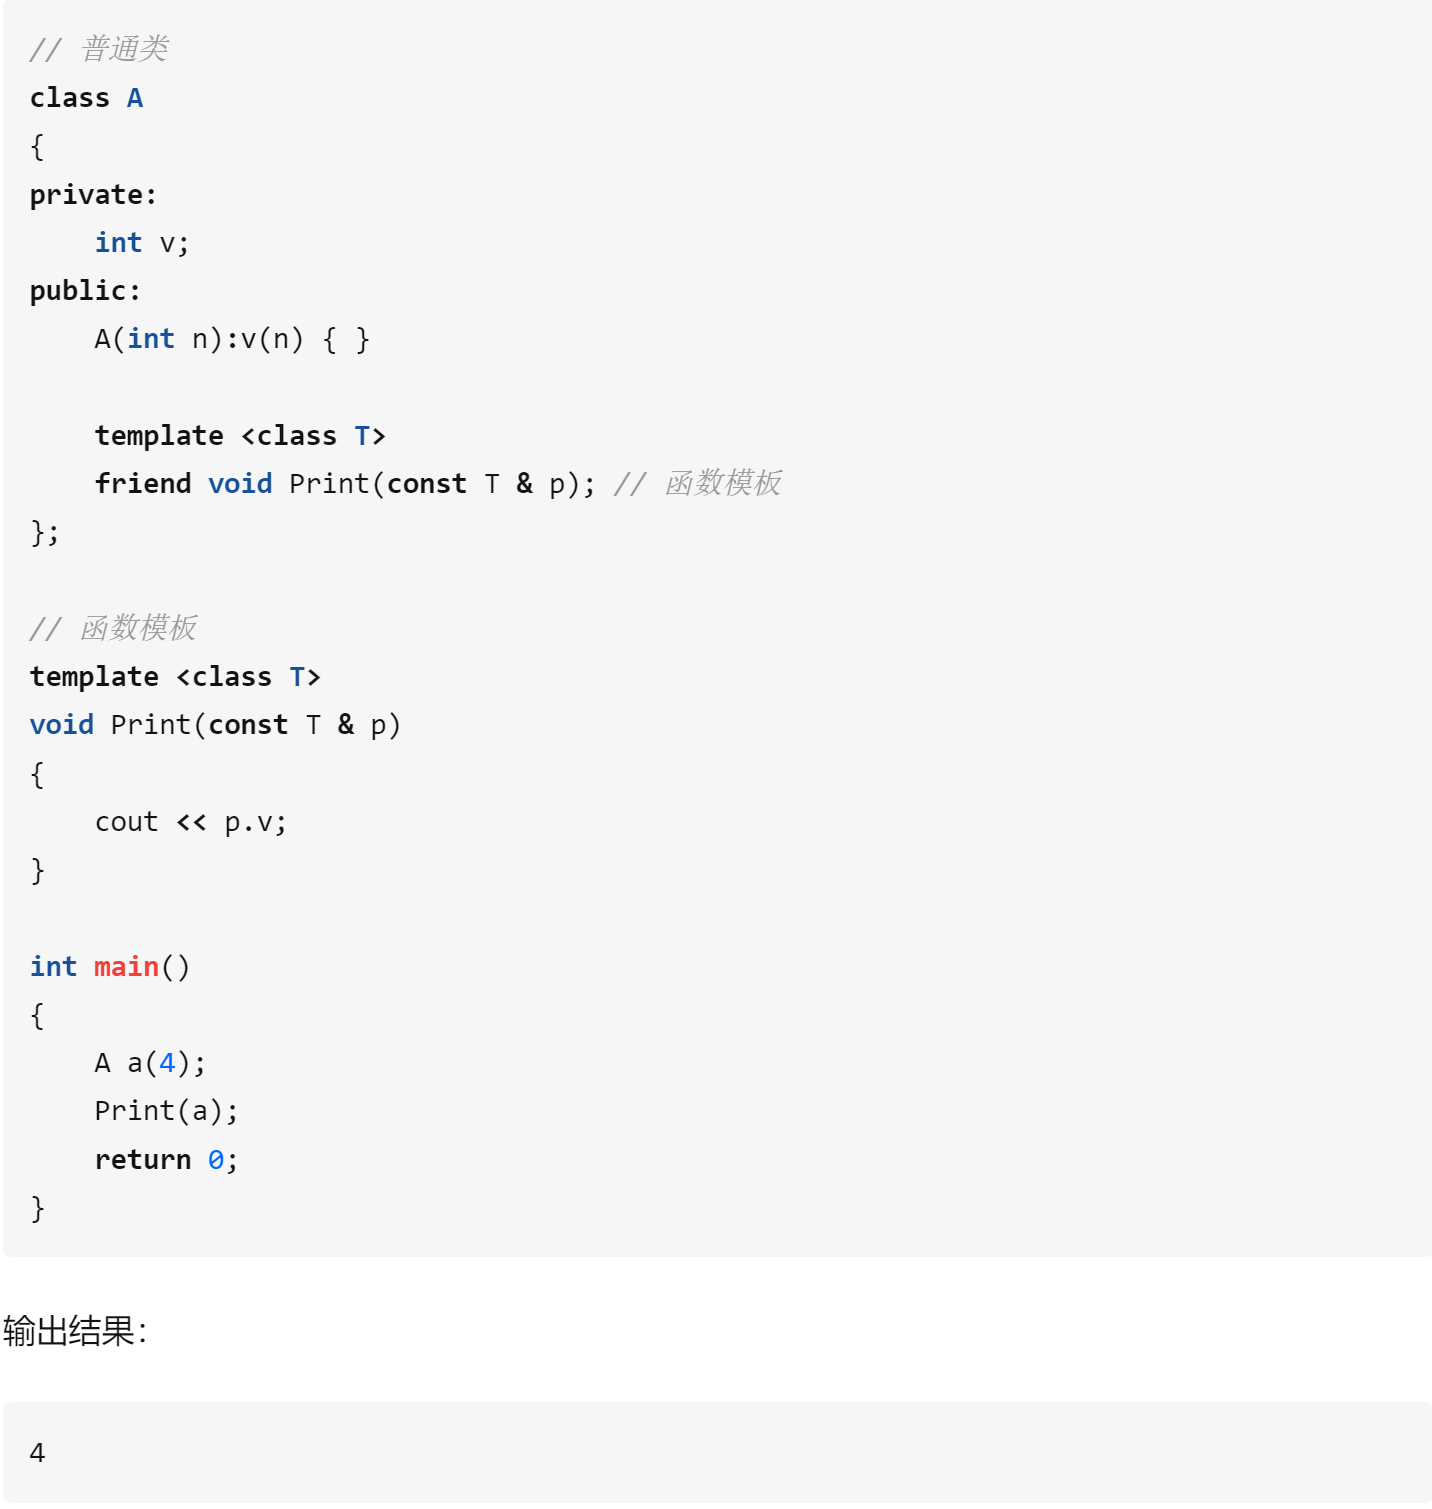 // 普通类
class A
{
private:
    int v;
public:
    A(int n):v(n) { }

    template <class T>
    friend void Print(const T & p); // 函数模板
};

// 函数模板
template <class T>
void Print(const T & p)
{
    cout << p.v;
}

int main()
{
    A a(4);
    Print(a);
    return 0;
}
输出结果：
4